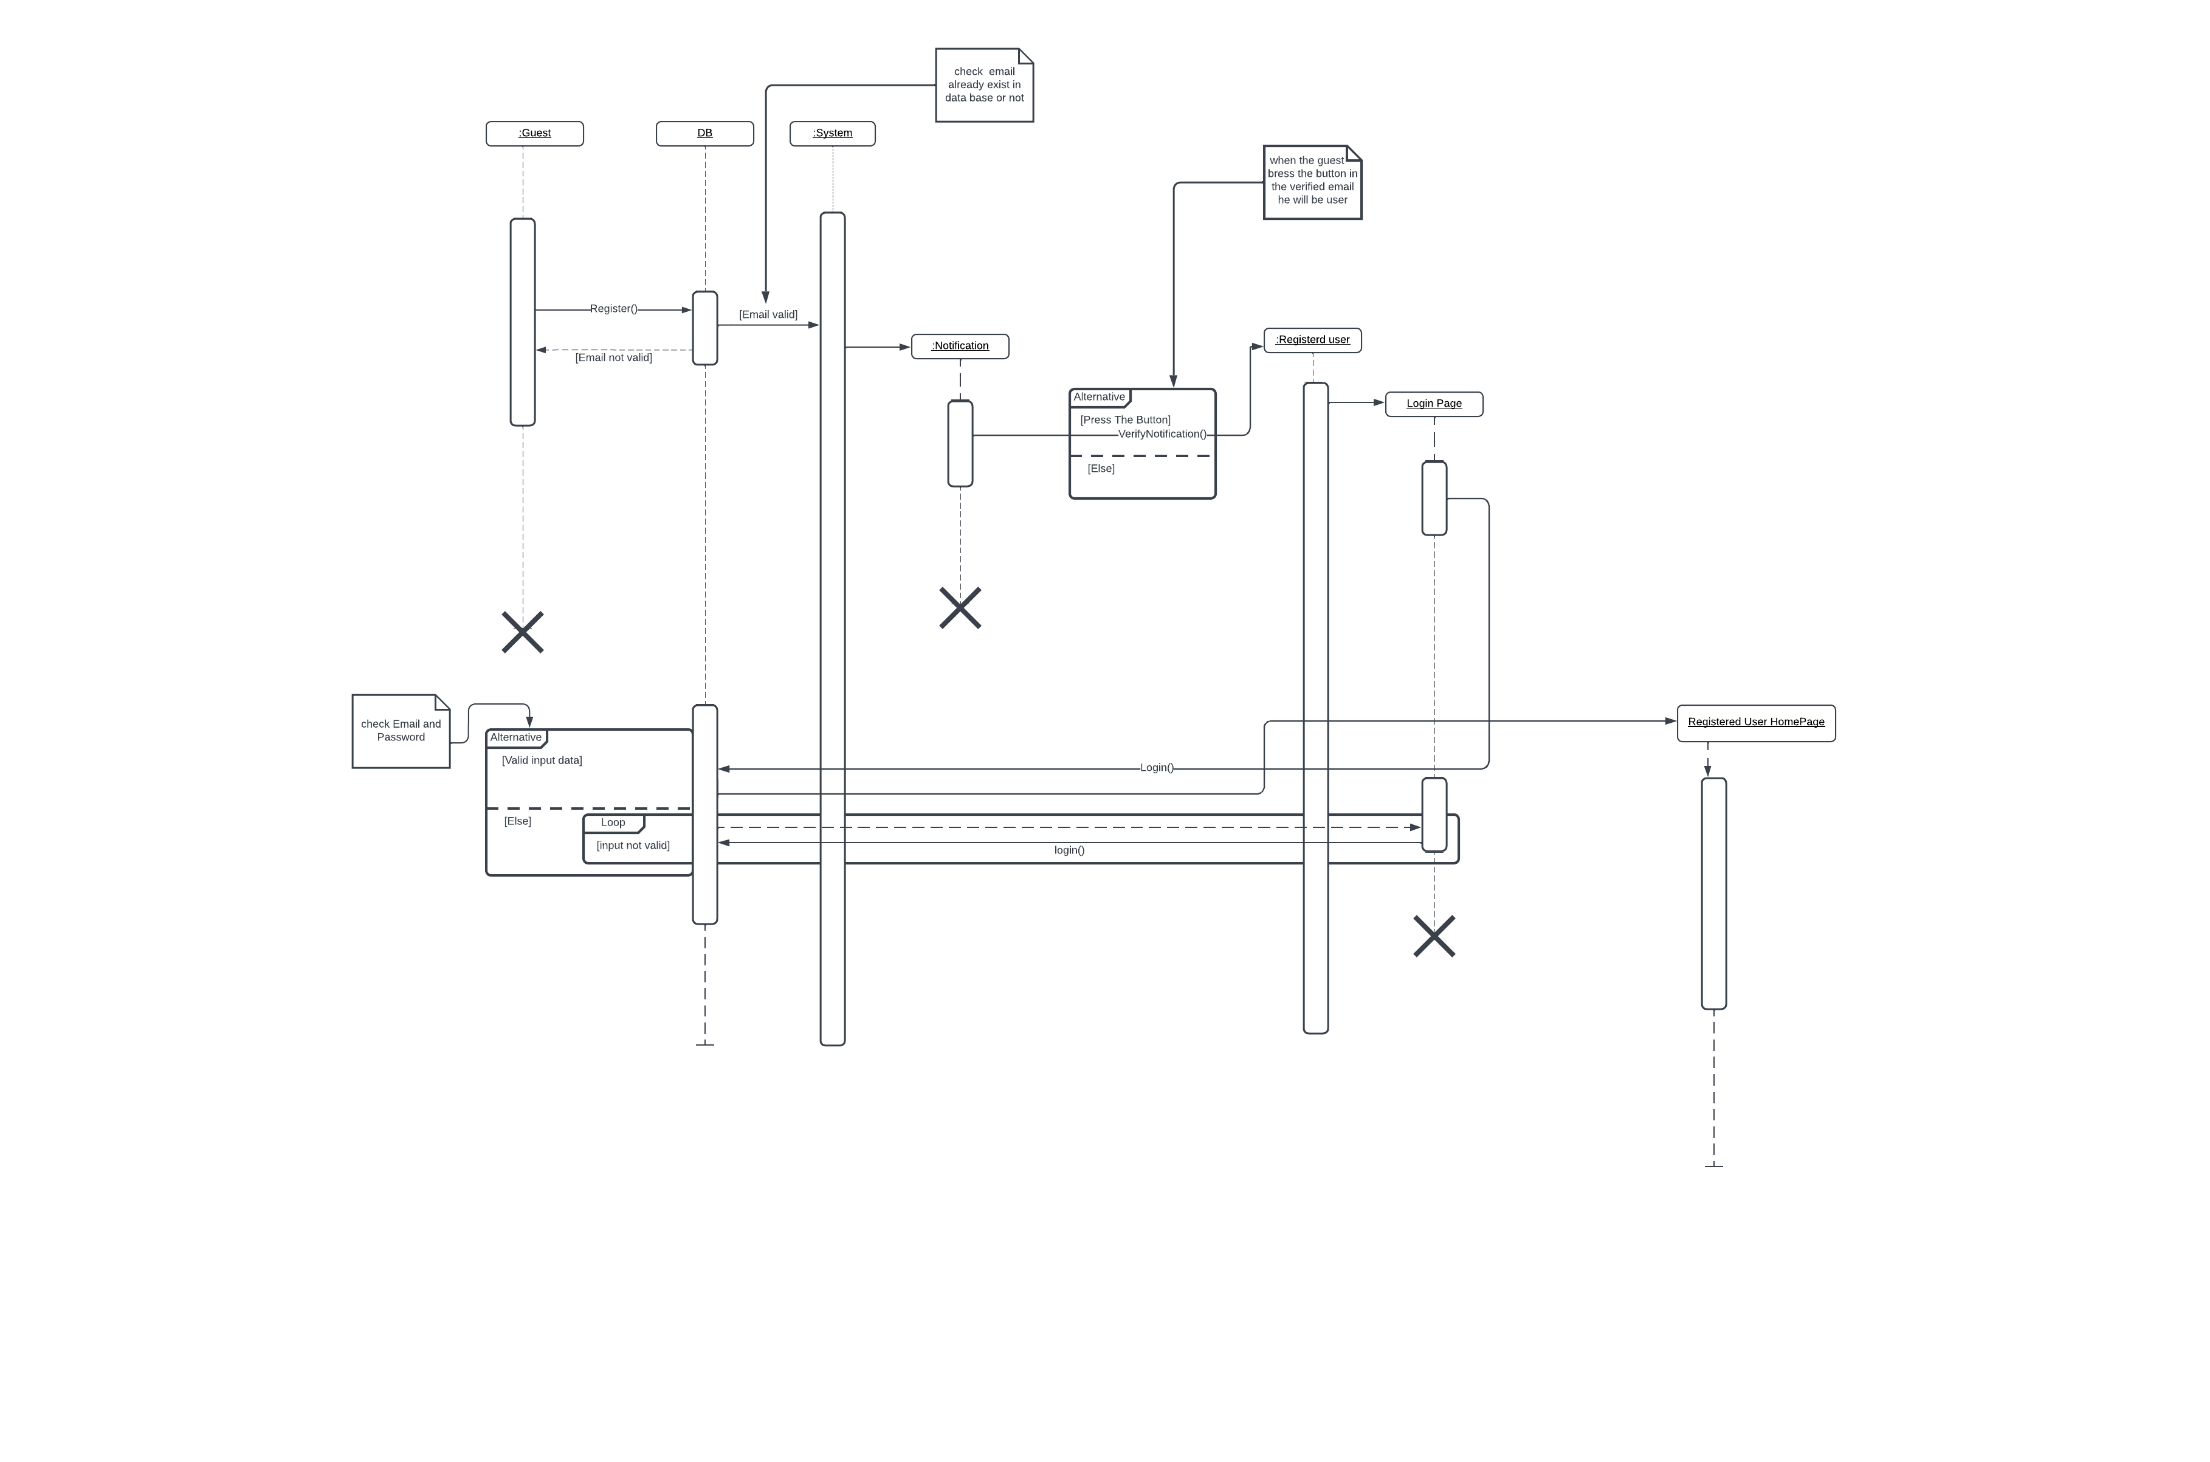 check  email
already exist in
data base or not
:Guest
DB
:System
when the guest
bress the button in
the verified email
he will be user
Register()
[Email valid]
[Email not valid]
:Notification
:Registerd user
Alternative
[Press The Button]
VerifyNotification()
[Else]
Login Page
check Email and
Password
Alternative
[Valid input data]
Registered User HomePage
Login()
[Else]
Loop
[input not valid]
login()